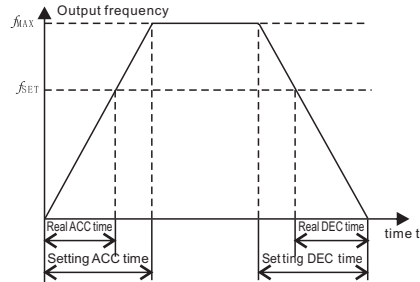 Output frequency
fMAX
fSET
time t
Real ACC time
Real DEC time
Setting ACC time
Setting DEC time